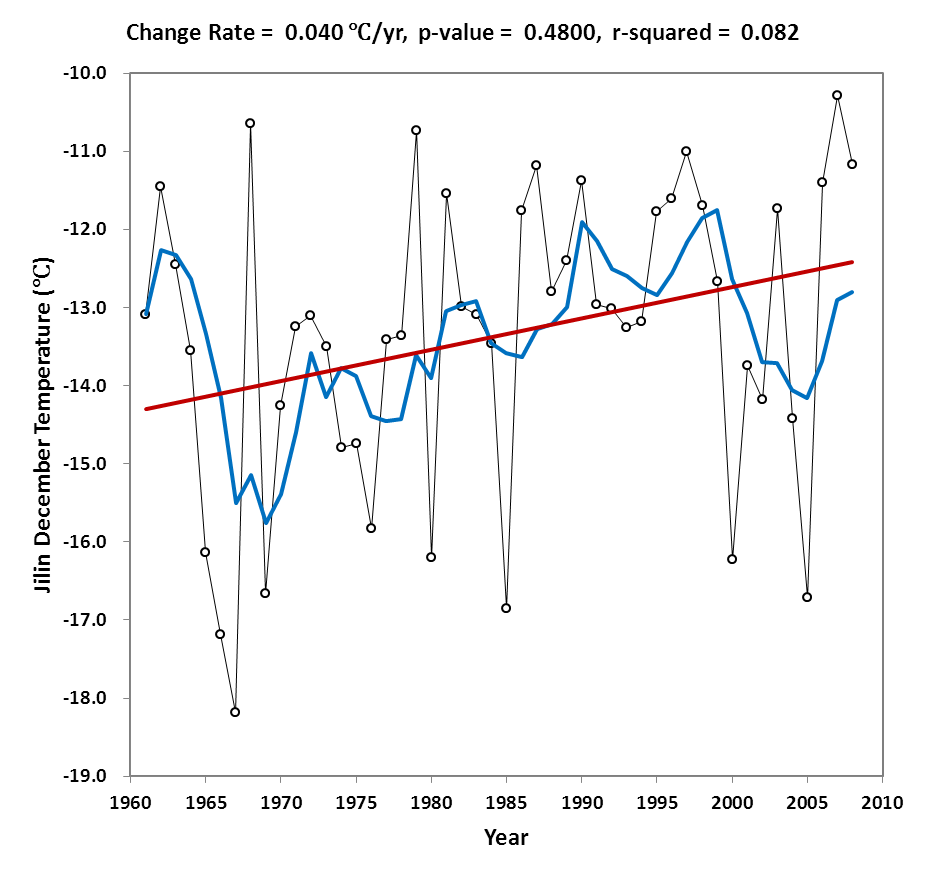 Change Rate = 0.040 ℃/yr, p-value = 0.4800, r-squared = 0.082
Jilin December Temperature (℃)
-10.0
-11.0
-12.0
-13.0
-14.0
-15.0
-16.0
-17.0
-18.0
-19.0
1960 1965 1970 1975 1980 1985 1990 1995 2000 2005 2010
Year